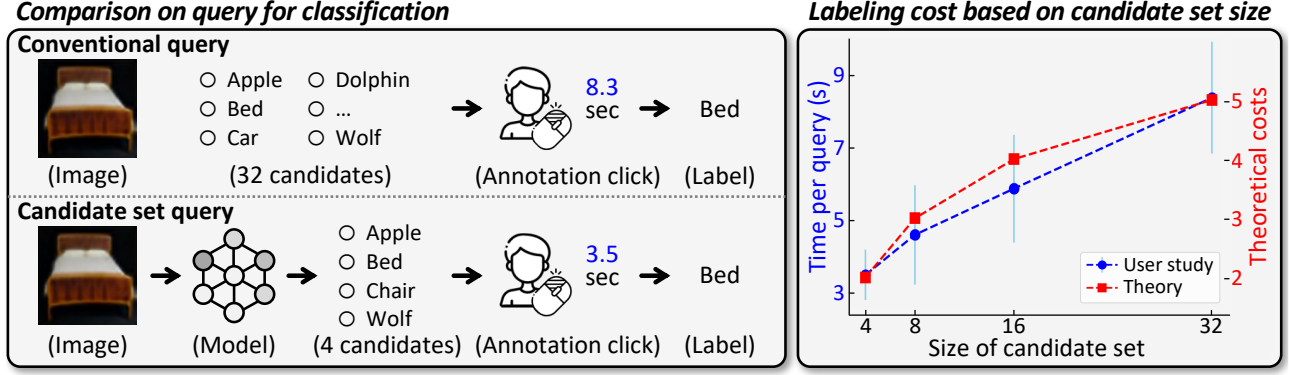 Comparison on query for classification
Conventional query
(Image)
○ Apple ○ Dolphin
○ Bed ○ ...
○ Car ○ Wolf
(32 candidates)
8.3
sec
(Annotation click)
Bed
(Label)
Candidate set query
(Image)
(Model)
○ Apple
○ Bed
○ Chair
○ Wolf
(4 candidates)
3.5
sec
(Annotation click)
Bed
(Label)
Labeling cost based on candidate set size
Time per query (s)
9
7
5
3
4 8 16 32
Size of candidate set
5
4
3
2
Theoretical costs
User study
Theory